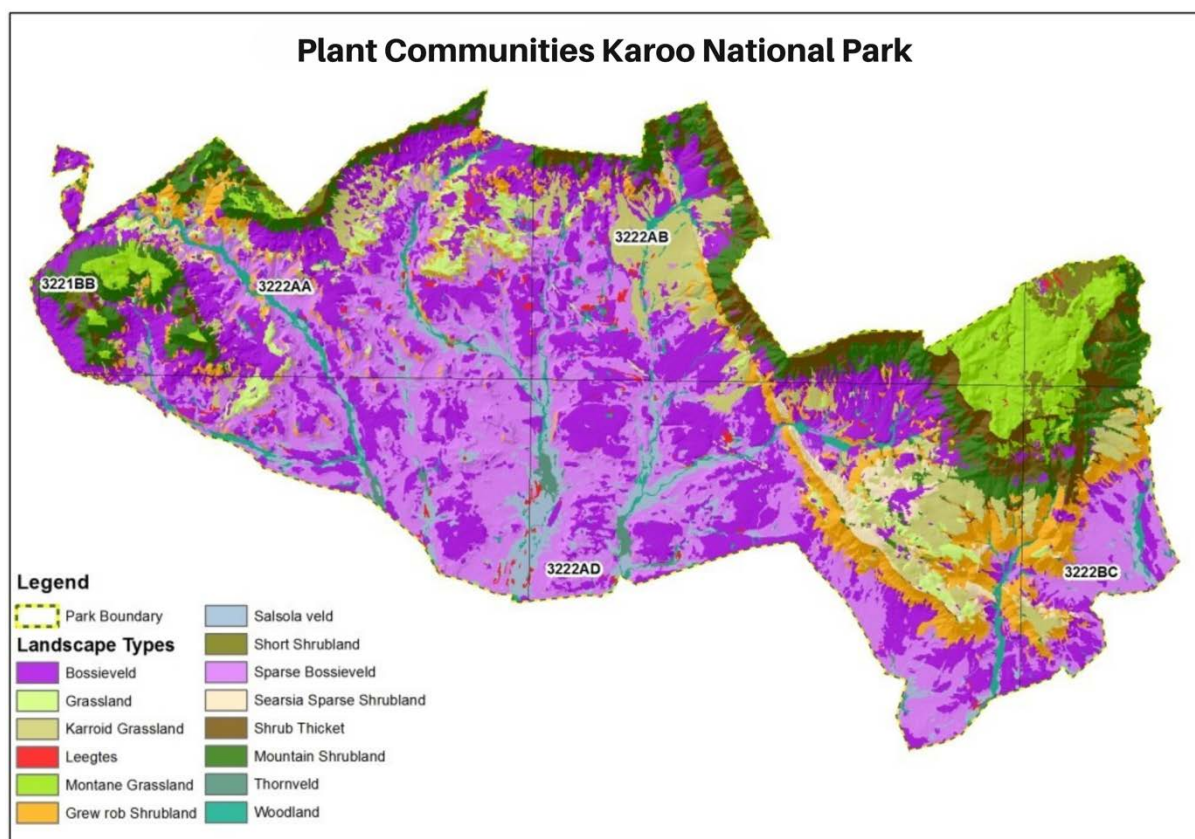 Plant Communities Karoo National Park
3222AB
3221BB
3222AA
3222AD
3222BC
Legend
Park Boundary
Landscape Types
Bossieveld
Grassland
Karroid Grassland
Leegtes
Montane Grassland
Grew rob Shrubland
Salsola veld
Short Shrubland
Sparse Bossieveld
Searsia Sparse Shrubland
Shrub Thicket
Mountain Shrubland
Thornveld
Woodland